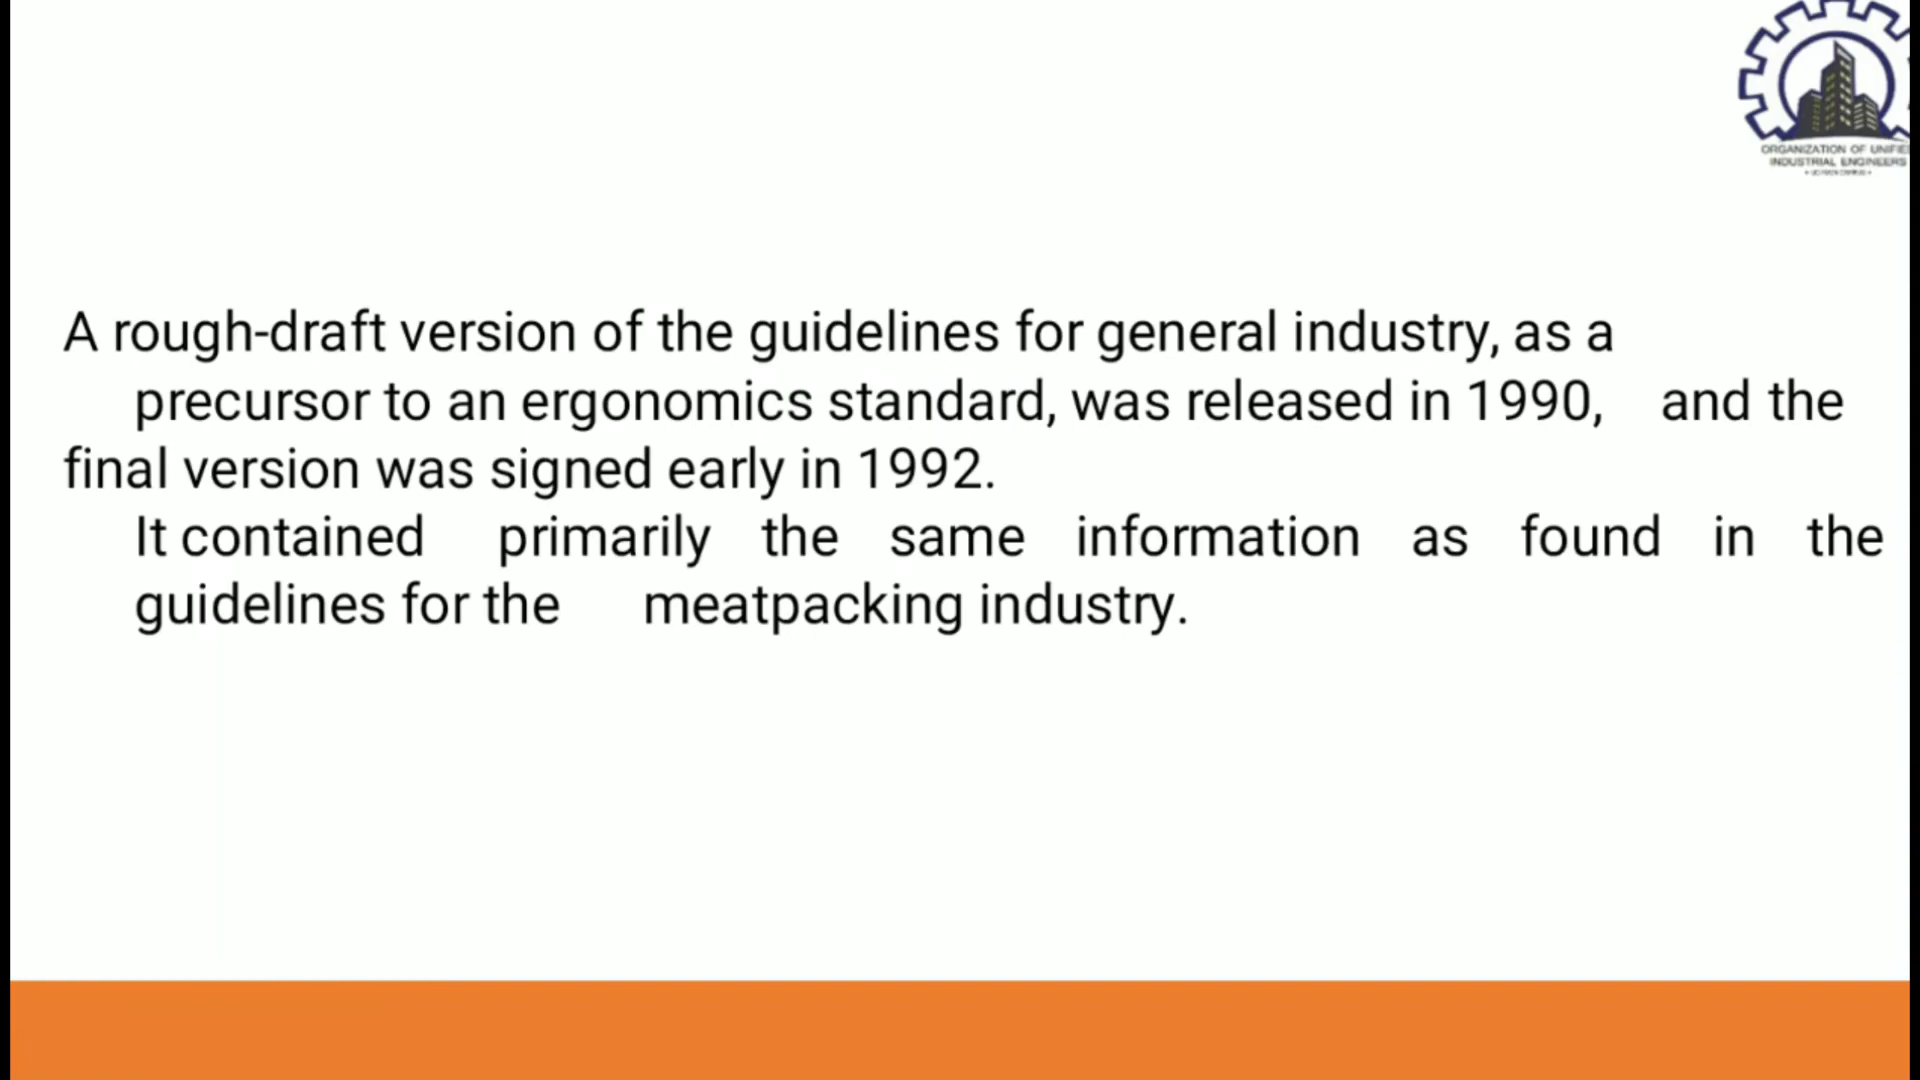 ORGANIZATION OF UNIFIE
INDUSTRIAL ENGINEERS
A rough-draft version of the guidelines for general industry, as a
precursor to an ergonomics standard, was released in 1990, and the
final version was signed early in 1992.
It contained primarily the same information as found in the
guidelines for the meatpacking industry.